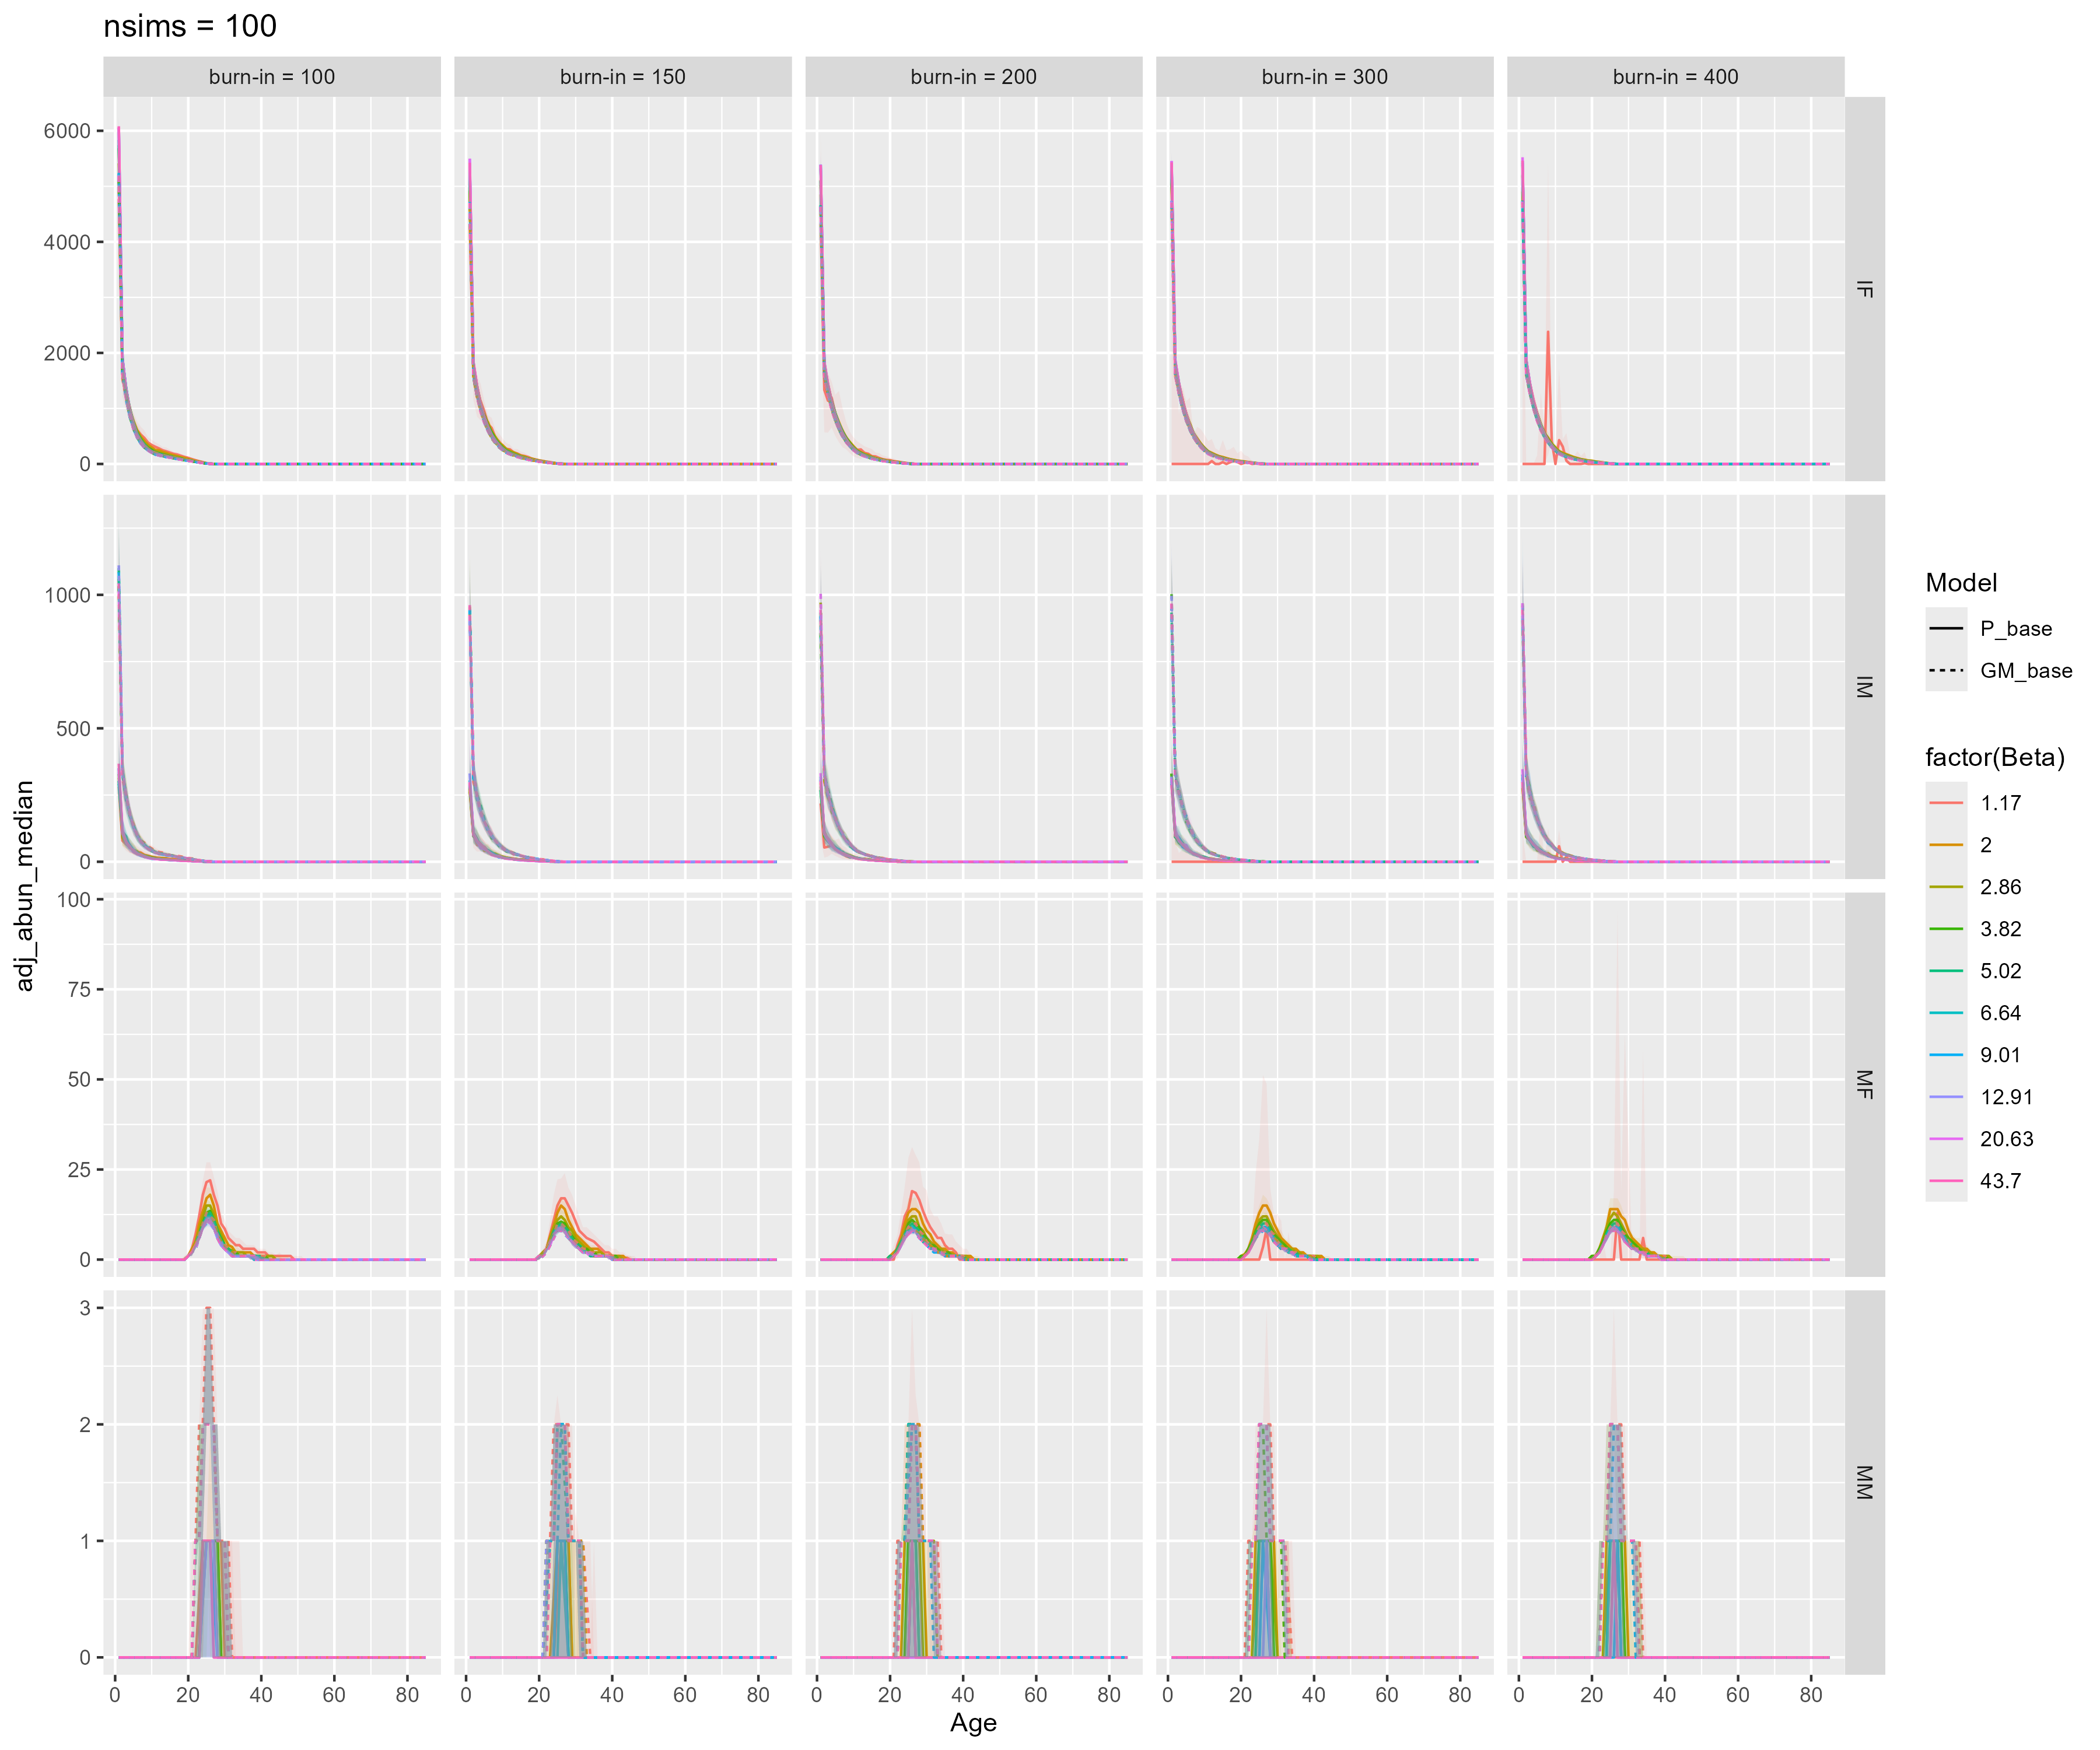 nsims = 100
burn-in = 100
burn-in = 150
burn-in = 200
burn-in = 300
burn-in = 400
6000
4000
2000
0
IF
1000
500
0
IM
100
75
50
25
0
MF
3
2
1
0
MM
0 20 40 60 80
0 20 40 60 80
0 20 40 60 80
0 20 40 60 80
0 20 40 60 80
Age
adj_abun_median
Model
P_base
GM_base
factor(Beta)
1.17
2
2.86
3.82
5.02
6.64
9.01
12.91
20.63
43.7